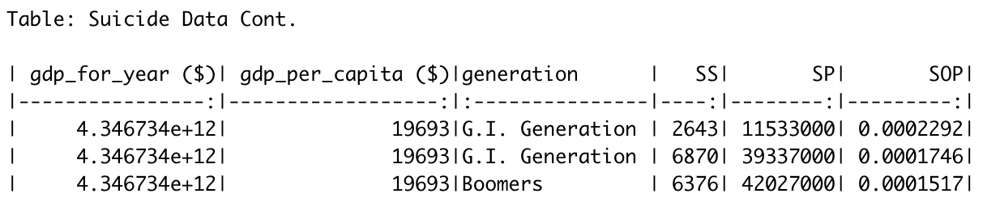 Table: Suicide Data Cont.
| gdp_for_year ($)| gdp_per_capita ($)|generation      |   SS|       SP|       SOP|
|----------------:|------------------:|:---------------|----:|--------:|---------:|
|     4.346734e+12|              19693|G.I. Generation | 2643| 11533000| 0.0002292|
|     4.346734e+12|              19693|G.I. Generation | 6870| 39337000| 0.0001746|
|     4.346734e+12|              19693|Boomers         | 6376| 42027000| 0.0001517|